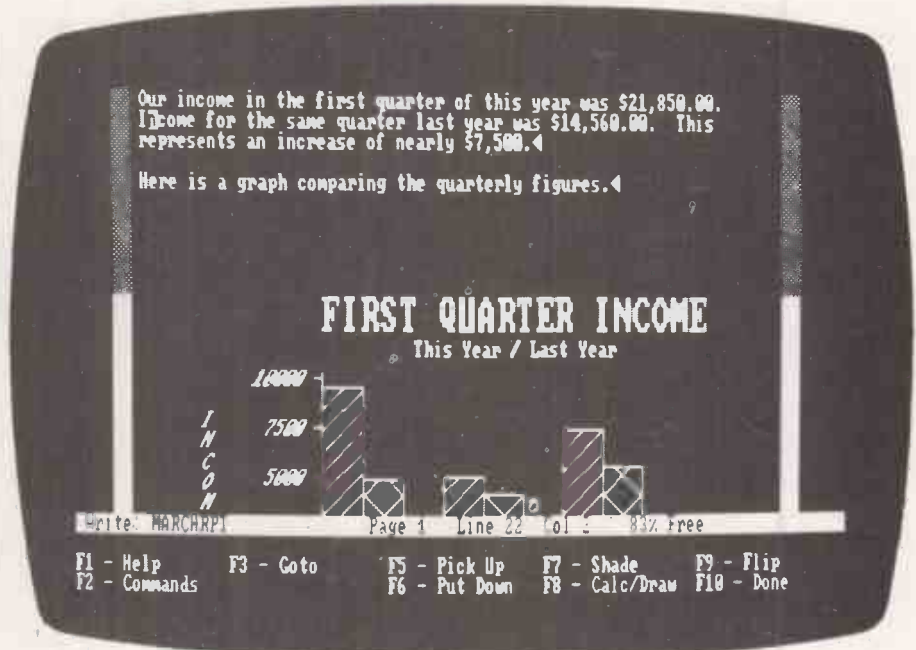 Our income in the first quarter of this year was $21,850.00.
Income for the same quarter last year was $14,560.00. This
represents an increase of nearly $7,500.
Here is a graph comparing the quarterly figures.
FIRST QUARTER INCOME
This Year / Last Year
10000
7500
5000
I
N
C
O
M
Write: MARCARPT Page 1 Line 22 Col 83% Free
F1 - Help F3 - Goto F5 - Pick Up F7 - Shade F9 - Flip
F2 - Commands F6 - Put Down F8 - Calc/Draw F10 - Done